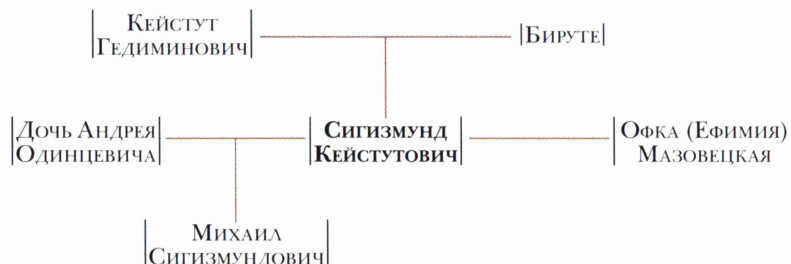 Кейстут
Гедиминович
Бируте
Дочь Андрея
Одинцевича
Сигизмунд
Кейстутович
Офка (Ефимия)
Мазовецкая
Михаил
Сигизмундович